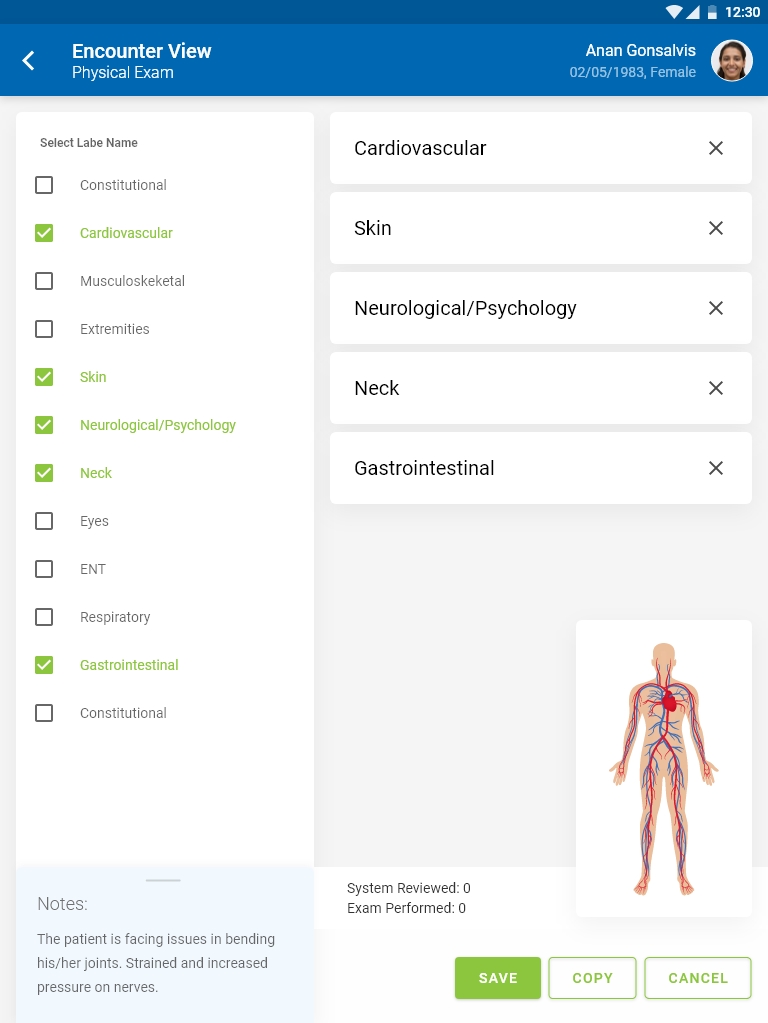 12:30
Encounter View
Physical Exam
Anan Gonsalvis
02/05/1983, Female
Select Labe Name
Constitutional
Cardiovascular
Musculoskeketal
Extremities
Skin
Neurological/Psychology
Neck
Eyes
ENT
Respiratory
Gastrointestinal
Constitutional
Cardiovascular
Skin
Neurological/Psychology
Neck
Gastrointestinal
Notes:
The patient is facing issues in bending
his/her joints. Strained and increased
pressure on nerves.
System Reviewed: 0
Exam Performed: 0
SAVE
COPY
CANCEL